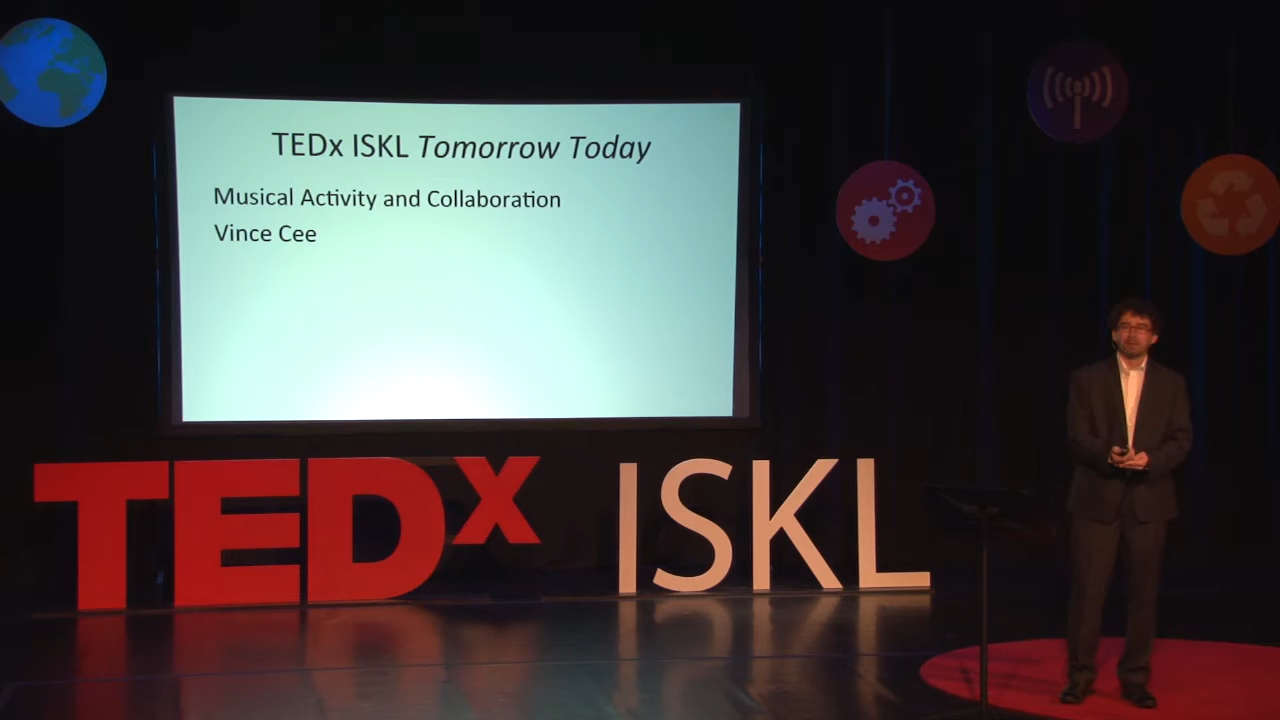 TEDx ISKL Tomorrow Today
Musical Activity and Collaboration
Vince Cee
TEDx ISKL